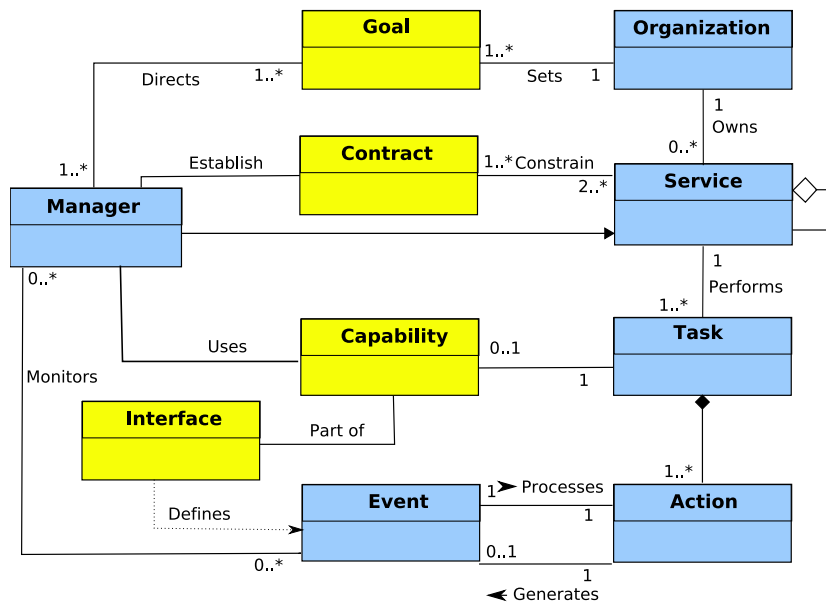 Goal
Organization
1..*
Directs
1..*
Sets
1
1
Owns
0..*
Contract
Establish
1..*
Constrain
2..*
Service
1..*
Manager
0..*
1
Performs
1..*
Capability
Task
Uses
0..1
1
Monitors
Interface
Part of
Event
1
Processes
1..*
Action
1
Defines
0..*
0..1
1
Generates